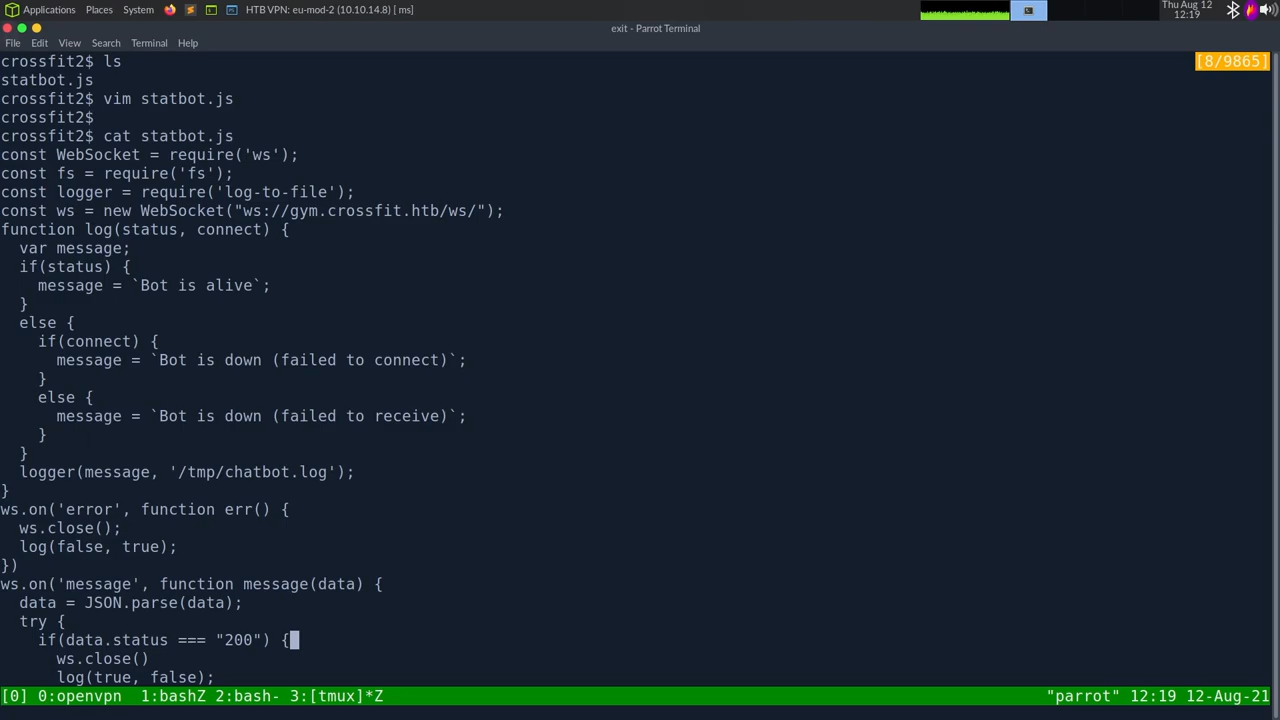 Applications Places System HTB VPN: eu-mod-2 (10.10.14.8) [ ms] Thu Aug 12
12:19
exit - Parrot Terminal
File Edit View Search Terminal Help
crossfit2$ ls [8/9865]
statbot.js
crossfit2$ vim statbot.js
crossfit2$
crossfit2$ cat statbot.js
const WebSocket = require('ws');
const fs = require('fs');
const logger = require('log-to-file');
const ws = new WebSocket("ws://gym.crossfit.htb/ws/");
function log(status, connect) {
  var message;
  if(status) {
    message = `Bot is alive`;
  }
  else {
    if(connect) {
      message = `Bot is down (failed to connect)`;
    }
    else {
      message = `Bot is down (failed to receive)`;
    }
  }
  logger(message, '/tmp/chatbot.log');
}
ws.on('error', function err() {
  ws.close();
  log(false, true);
})
ws.on('message', function message(data) {
  data = JSON.parse(data);
  try {
    if(data.status === "200") {
      ws.close()
      log(true, false);
[0] 0:openvpn 1:bashZ 2:bash- 3:[tmux]*Z "parrot" 12:19 12-Aug-21